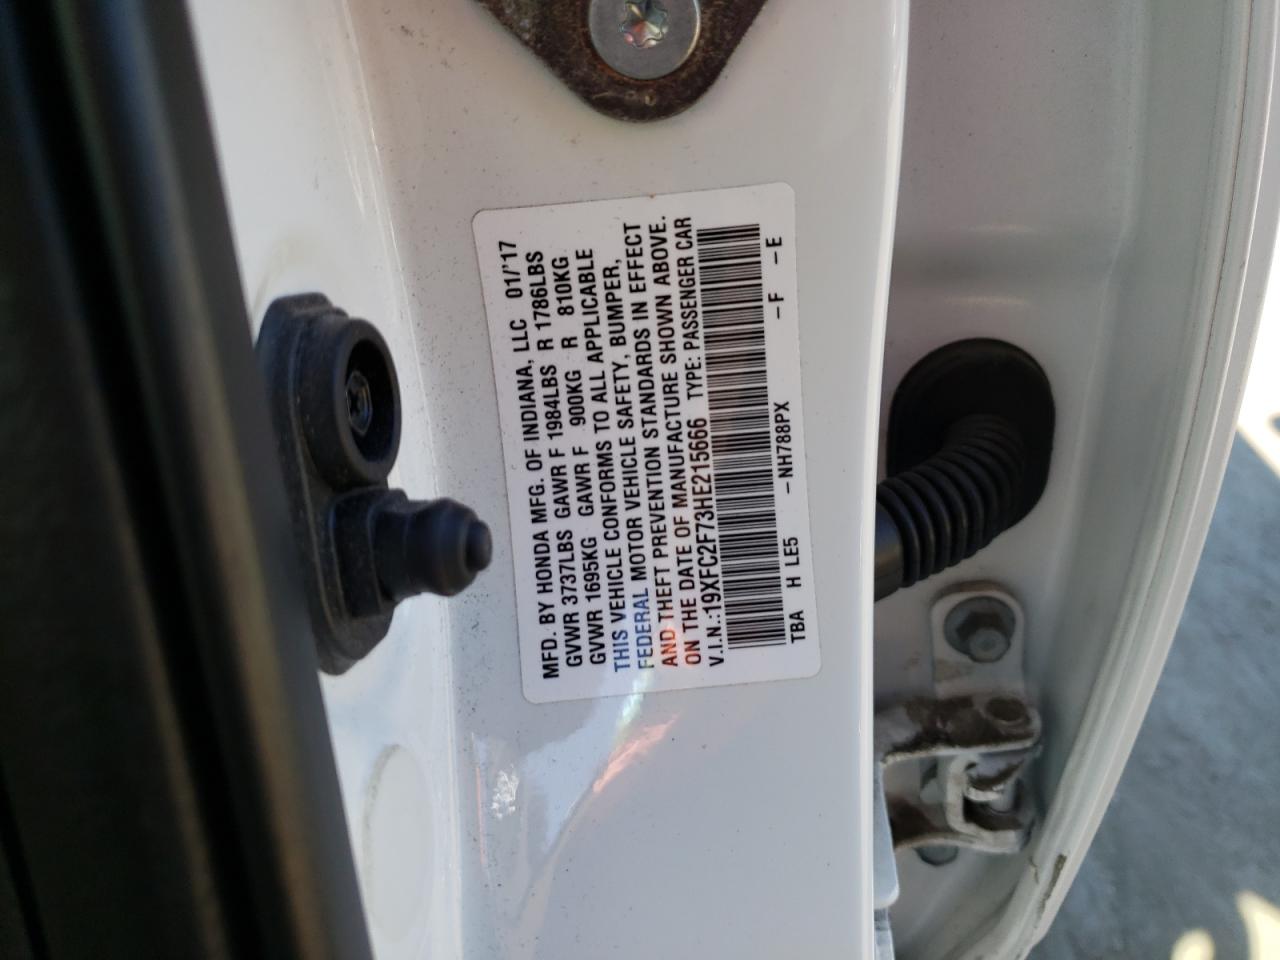 MFD. BY HONDA MFG. OF INDIANA, LLC 01/'17
GVWR 3737LBS GAWR F 1984LBS R 1786LBS
GVWR 1695KG GAWR F 900KG R 810KG
THIS VEHICLE CONFORMS TO ALL APPLICABLE
FEDERAL MOTOR VEHICLE SAFETY, BUMPER,
AND THEFT PREVENTION STANDARDS IN EFFECT
ON THE DATE OF MANUFACTURE SHOWN ABOVE.
V.I.N.:19XFC2F73HE215666 TYPE: PASSENGER CAR
TBA H LE5 -NH788PX -F -E